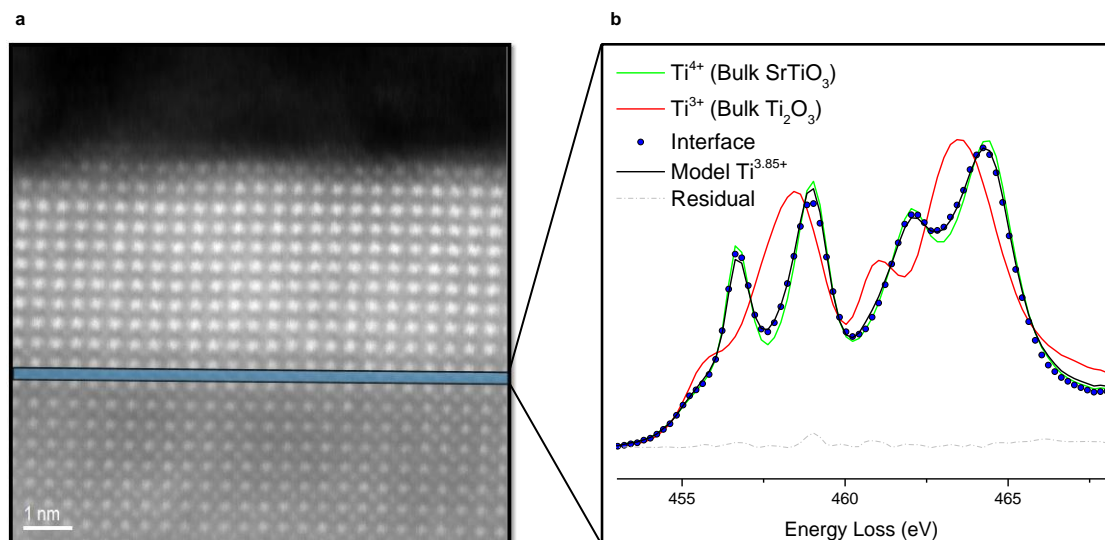 a
b
1 nm
Ti⁴⁺ (Bulk SrTiO₃)
Ti³⁺ (Bulk Ti₂O₃)
Interface
Model Ti³·⁸⁵⁺
Residual
455
460
465
Energy Loss (eV)